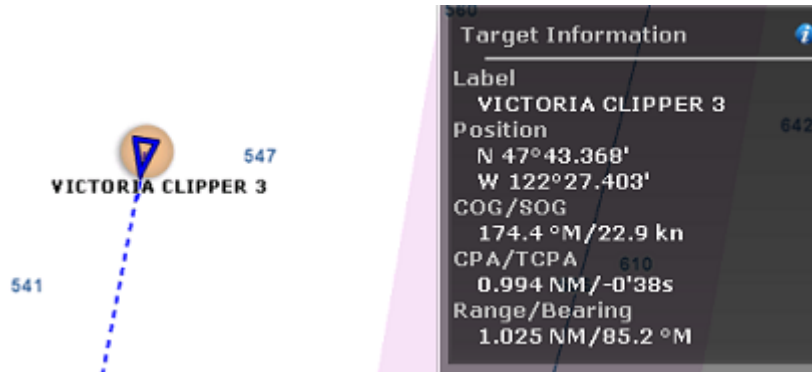 560
Target Information
i
Label
VICTORIA CLIPPER 3
Position
642
547
N 47°43.368'
VICTORIA CLIPPER 3
W 122°27.403'
COG/SOG
174.4 °M/22.9 kn
CPA/TCPA
610
541
0.994 NM/-0'38s
Range/Bearing
1.025 NM/85.2 °M